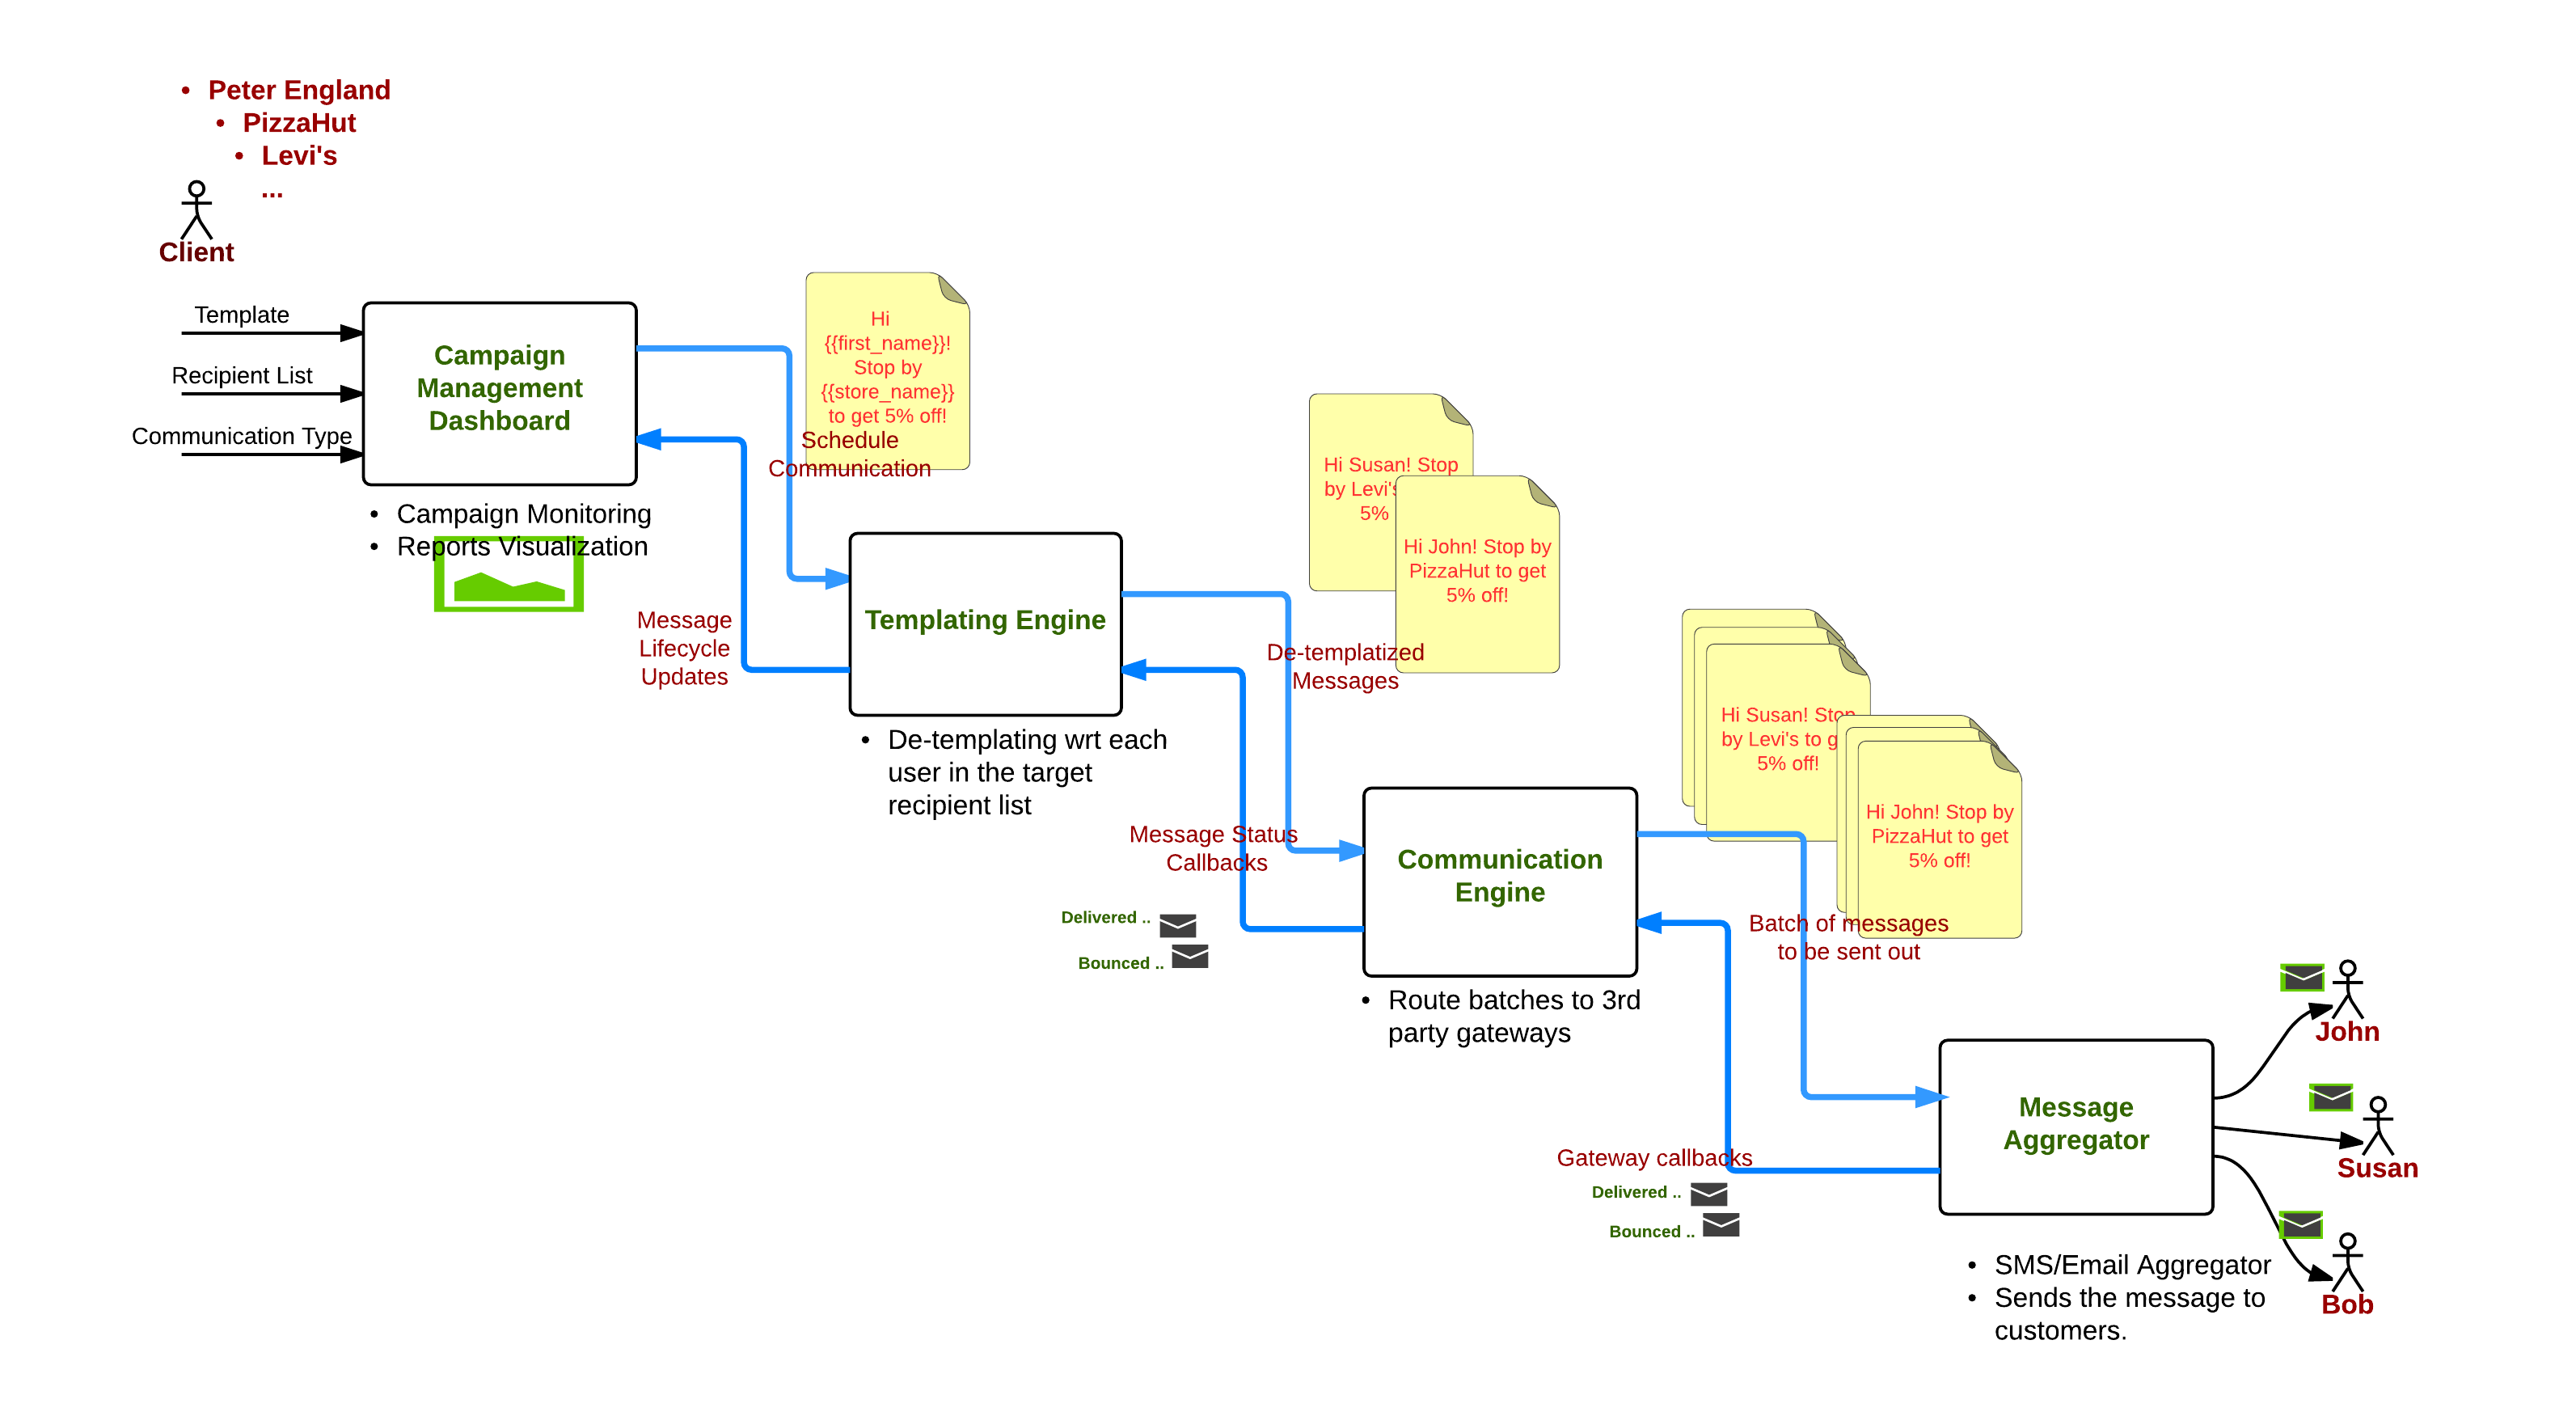 • Peter England
• PizzaHut
• Levi's
...
Client
Template
Recipient List
Communication Type
Campaign
Management
Dashboard
• Campaign Monitoring
• Reports Visualization
Hi
{{first_name}}!
Stop by
{{store_name}}
to get 5% off!
Schedule
Communication
Message
Lifecycle
Updates
Templating Engine
• De-templating wrt each
user in the target
recipient list
Hi Susan! Stop
by Levi's
5%
Hi John! Stop by
PizzaHut to get
5% off!
De-templatized
Messages
Message Status
Callbacks
Delivered ..
Bounced ..
Communication
Engine
• Route batches to 3rd
party gateways
Hi Susan! Stop
by Levi's to g
5% off!
Hi John! Stop by
PizzaHut to get
5% off!
Batch of messages
to be sent out
Gateway callbacks
Delivered ..
Bounced ..
Message
Aggregator
• SMS/Email Aggregator
• Sends the message to
customers.
John
Susan
Bob